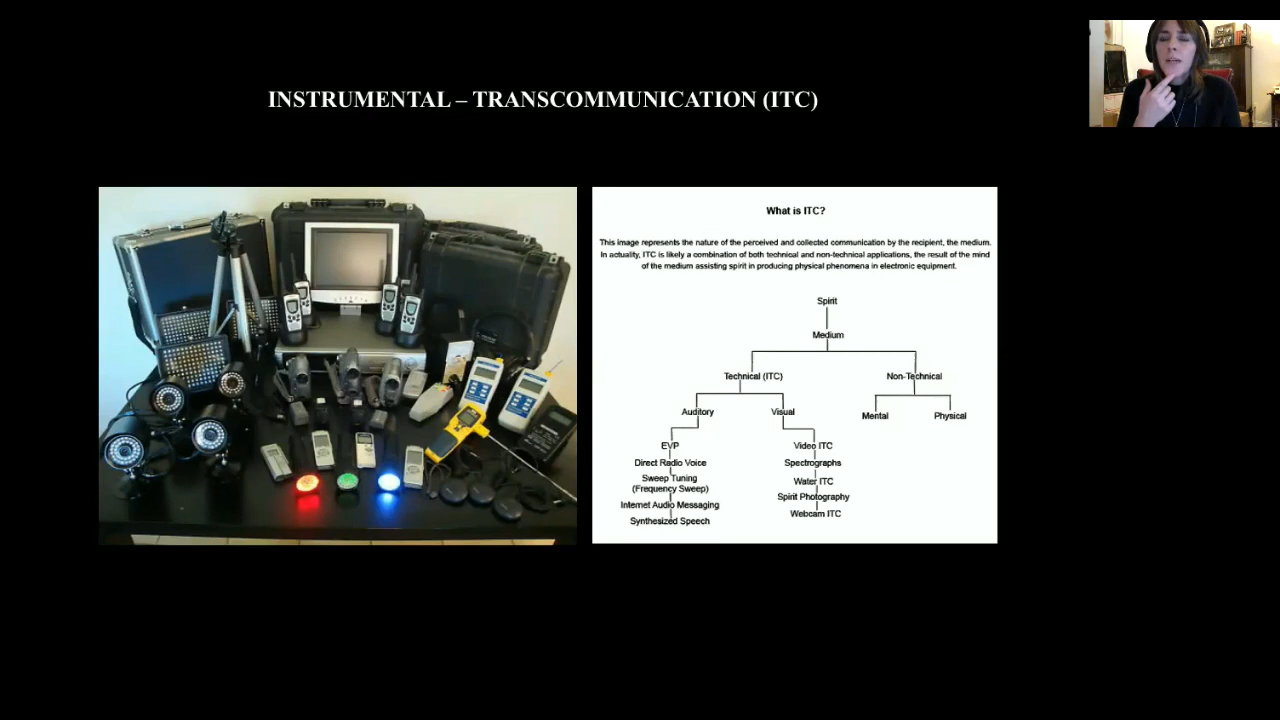 INSTRUMENTAL – TRANSCOMMUNICATION (ITC)
What is ITC?
This image represents the nature of the perceived and collected communication by the recipient, the medium.
In actuality, ITC is likely a combination of both technical and non-technical applications, the result of the mind
of the medium assisting spirit in producing physical phenomena in electronic equipment.
Spirit
Medium
Technical (ITC)
Non-Technical
Auditory
Visual
Mental
Physical
EVP
Video ITC
Direct Radio Voice
Spectrographs
Sweep Tuning
(Frequency Sweep)
Water ITC
Spirit Photography
Internet Audio Messaging
Webcam ITC
Synthesized Speech